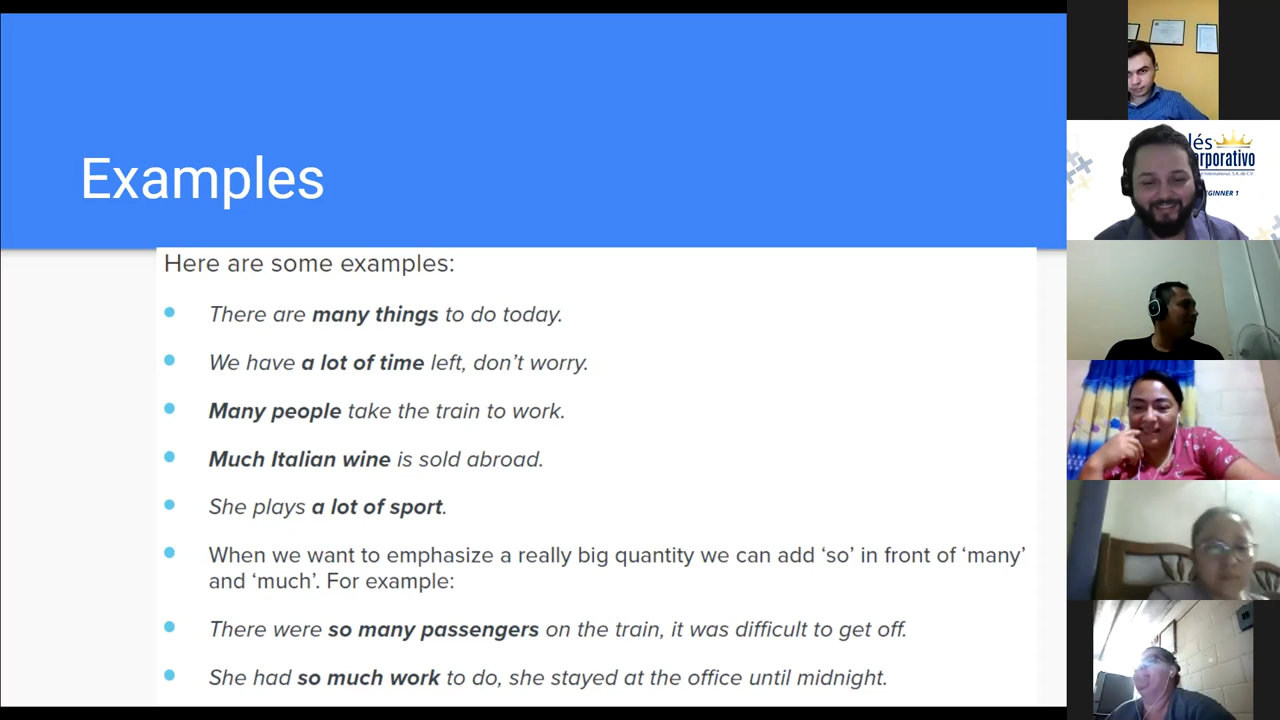 Examples
Here are some examples:
There are many things to do today.
We have a lot of time left, don't worry.
Many people take the train to work.
Much Italian wine is sold abroad.
She plays a lot of sport.
When we want to emphasize a really big quantity we can add 'so' in front of 'many'
and 'much'. For example:
There were so many passengers on the train, it was difficult to get off.
She had so much work to do, she stayed at the office until midnight.
lés
rporativo
International, S.A. de C.V.
GINNER 1